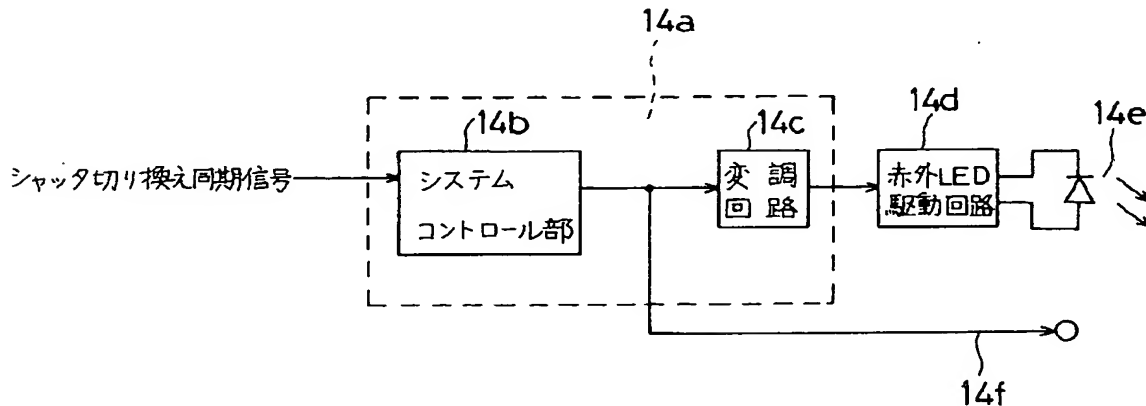 14a
14b
14c
14d
14e
シャッタ切り換え同期信号
システム
コントロール部
変調
回路
赤外LED
駆動回路
14f